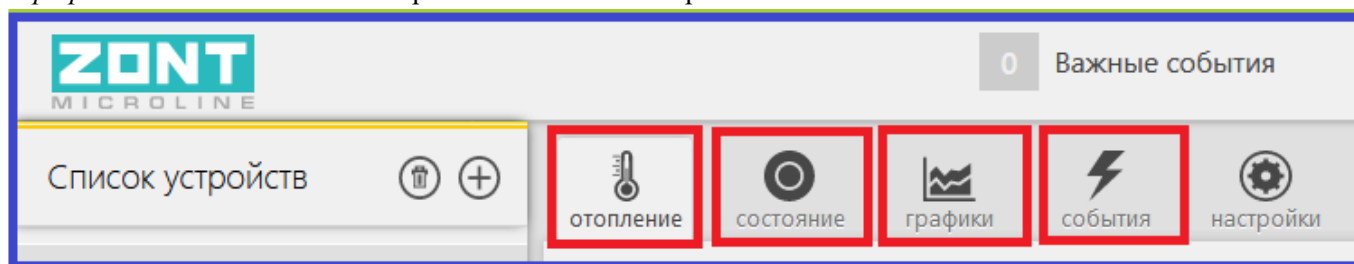 ZONT
MICROLINE
0 Важные события
Список устройств
отопление состояние графики события настройки